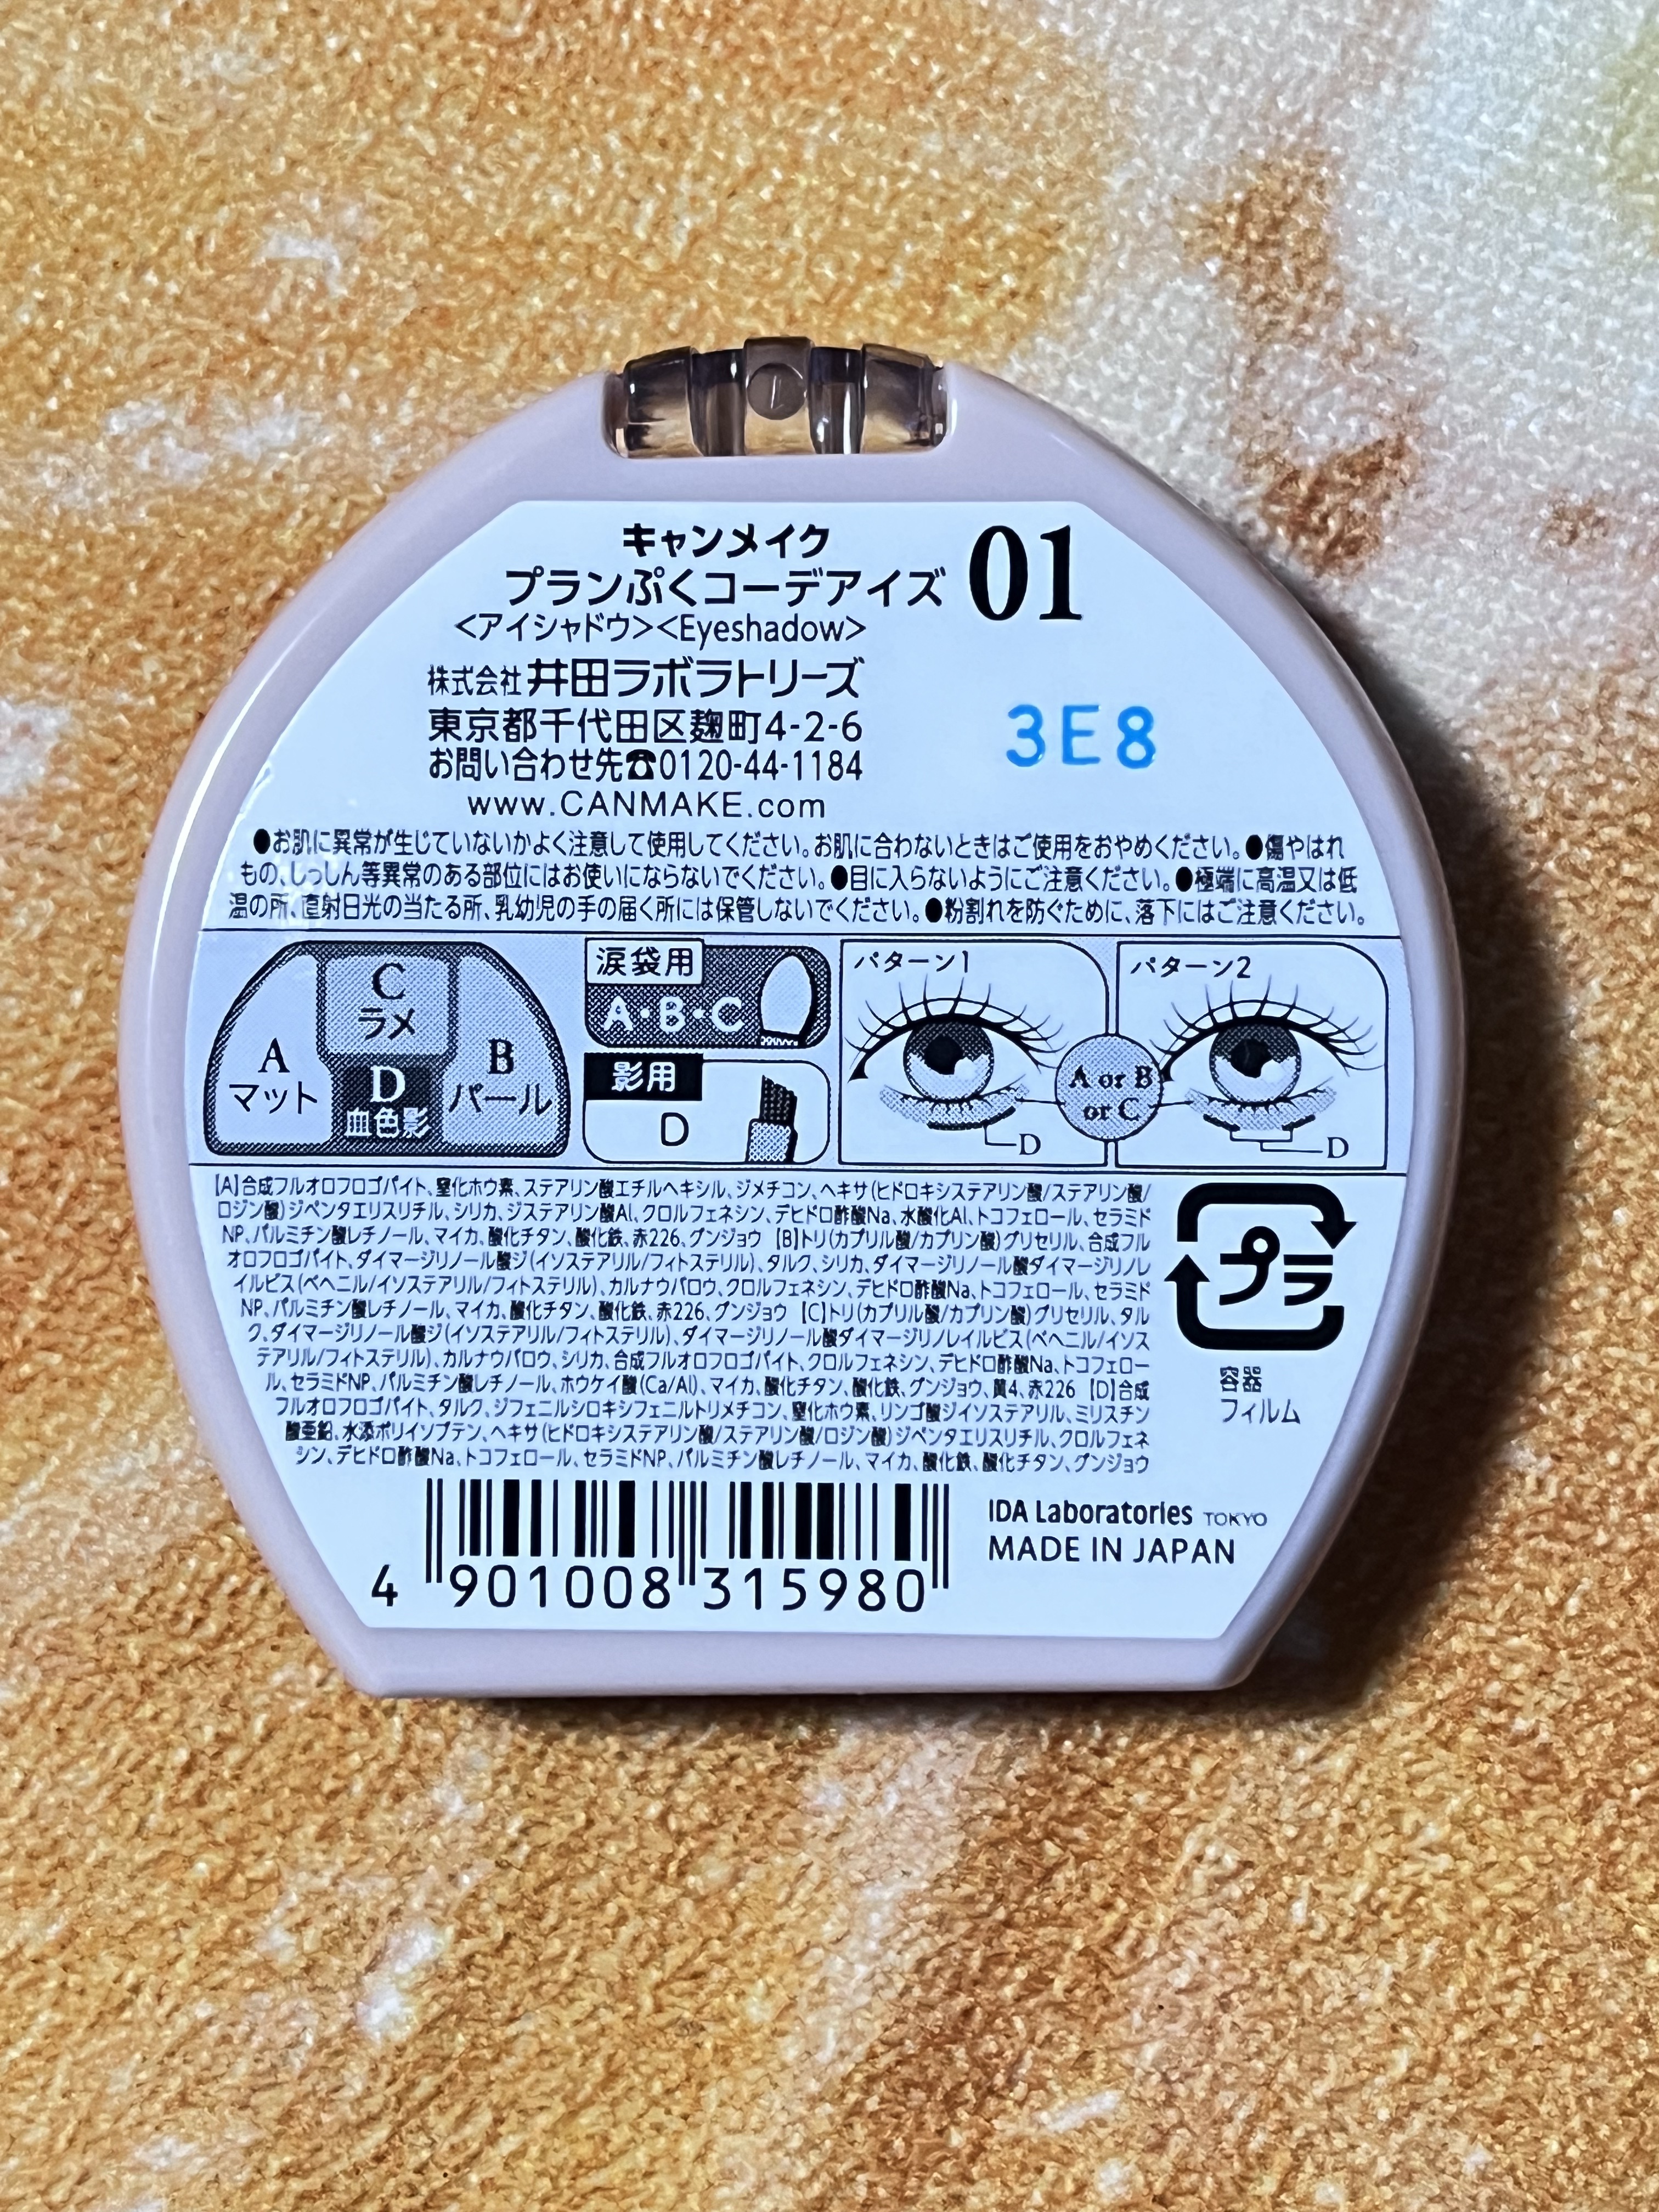 キャンメイク
プランぷくコーデアイズ 01
<アイシャドウ><Eyeshadow>
株式会社 井田ラボラトリーズ
東京都千代田区麹町4-2-6
3E8
お問い合わせ先☎0120-44-1184
www.CANMAKE.com
●お肌に異常が生じていないかよく注意して使用してください。お肌に合わないときはご使用をおやめください。●傷やはれ
もの、しっしん等異常のある部位にはお使いにならないでください。●目に入らないようにご注意ください。●極端に高温又は低
温の所、直射日光の当たる所、乳幼児の手の届く所には保管しないでください。●粉割れを防ぐために、落下にはご注意ください。
A
マット
C
ラメ
D
血色影
B
パール
涙袋用
A・B・C
影用
D
パターン1
D
A or B
or C
パターン2
D
【A】合成フルオロフロゴパイト、窒化ホウ素、ステアリン酸エチルヘキシル、ジメチコン、ヘキサ(ヒドロキシステアリン酸/ステアリン酸/
ロジン酸)ジペンタエリスリチル、シリカ、ジステアリン酸Al、クロルフェネシン、デヒドロ酢酸Na、水酸化Al、トコフェロール、セラミド
NP、パルミチン酸レチノール、マイカ、酸化チタン、酸化鉄、赤226、グンジョウ 【B】トリ(カプリル酸/カプリン酸)グリセリル、合成フル
オロフロゴパイト、ダイマージリノール酸ジ(イソステアリル/フィトステリル)、タルク、シリカ、ダイマージリノール酸ダイマージリノレ
イルビス(ベヘニル/イソステアリル/フィトステリル)、カルナウバロウ、クロルフェネシン、デヒドロ酢酸Na、トコフェロール、セラミド
NP、パルミチン酸レチノール、マイカ、酸化チタン、酸化鉄、赤226、グンジョウ 【C】トリ(カプリル酸/カプリン酸)グリセリル、タル
ク、ダイマージリノール酸ジ(イソステアリル/フィトステリル)、ダイマージリノール酸ダイマージリノレイルビス(ベヘニル/イソス
テアリル/フィトステリル)、カルナウバロウ、シリカ、合成フルオロフロゴパイト、クロルフェネシン、デヒドロ酢酸Na、トコフェロー
ル、セラミドNP、パルミチン酸レチノール、ホウケイ酸(Ca/Al)、マイカ、酸化チタン、酸化鉄、グンジョウ、黄4、赤226 【D】合成
フルオロフロゴパイト、タルク、ジフェニルシロキシフェニルトリメチコン、窒化ホウ素、リンゴ酸ジイソステアリル、ミリスチン
酸亜鉛、水添ポリイソブテン、ヘキサ(ヒドロキシステアリン酸/ステアリン酸/ロジン酸)ジペンタエリスリチル、クロルフェネ
シン、デヒドロ酢酸Na、トコフェロール、セラミドNP、パルミチン酸レチノール、マイカ、酸化鉄、酸化チタン、グンジョウ
プラ
容器
フィルム
4 901008 315980
IDA Laboratories TOKYO
MADE IN JAPAN